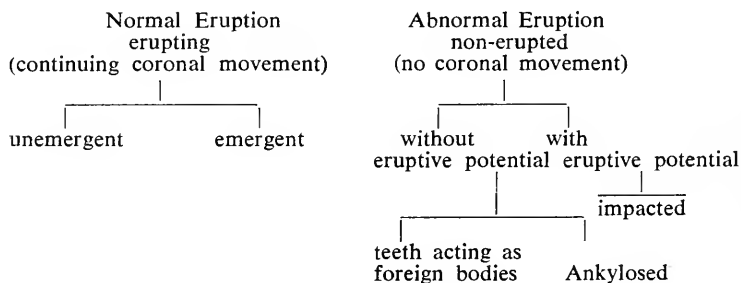 Normal Eruption
erupting
(continuing coronal movement)
unemergent emergent
Abnormal Eruption
non-erupted
(no coronal movement)
without with
eruptive potential eruptive potential
impacted
teeth acting as
foreign bodies Ankylosed